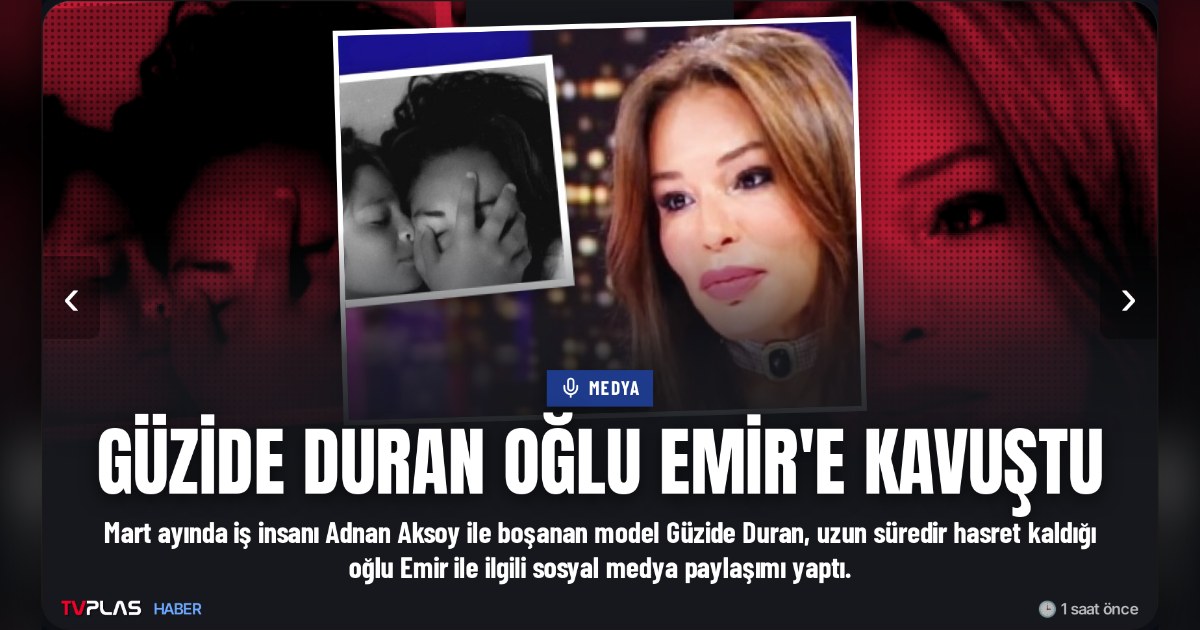 MEDYA
GÜZİDE DURAN OĞLU EMİR'E KAVUŞTU
Mart ayında iş insanı Adnan Aksoy ile boşanan model Güzide Duran, uzun süredir hasret kaldığı
oğlu Emir ile ilgili sosyal medya paylaşımı yaptı.
TVPLAS HABER
1 saat önce